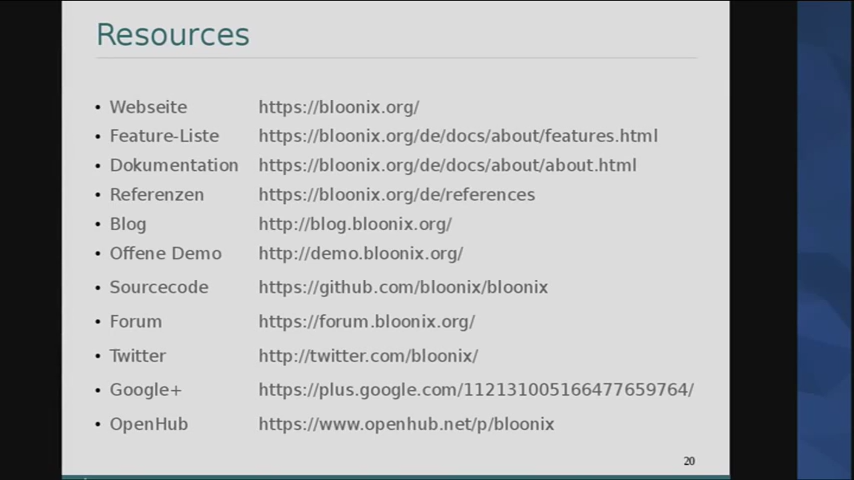 Resources
• Webseite https://bloonix.org/
• Feature-Liste https://bloonix.org/de/docs/about/features.html
• Dokumentation https://bloonix.org/de/docs/about/about.html
• Referenzen https://bloonix.org/de/references
• Blog http://blog.bloonix.org/
• Offene Demo http://demo.bloonix.org/
• Sourcecode https://github.com/bloonix/bloonix
• Forum https://forum.bloonix.org/
• Twitter http://twitter.com/bloonix/
• Google+ https://plus.google.com/112131005166477659764/
• OpenHub https://www.openhub.net/p/bloonix
20